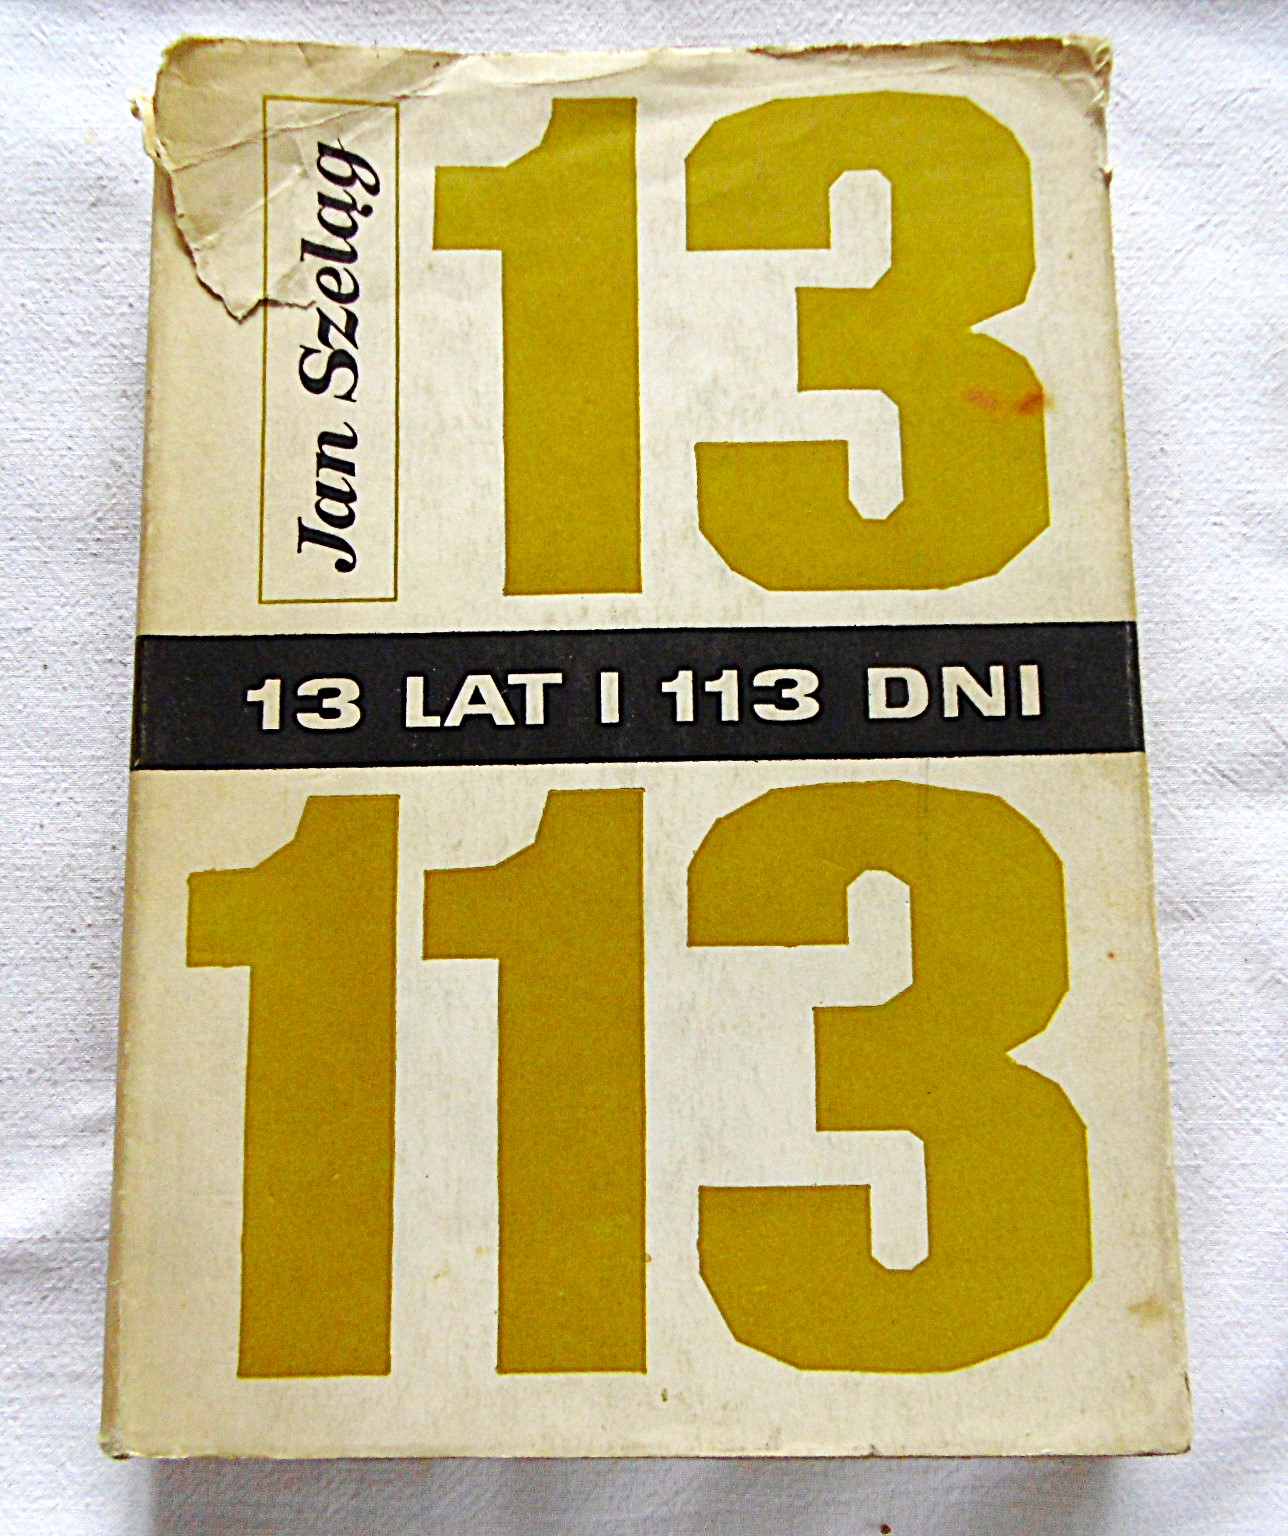 Jan Szeląg
13
13 LAT I 113 DNI
113